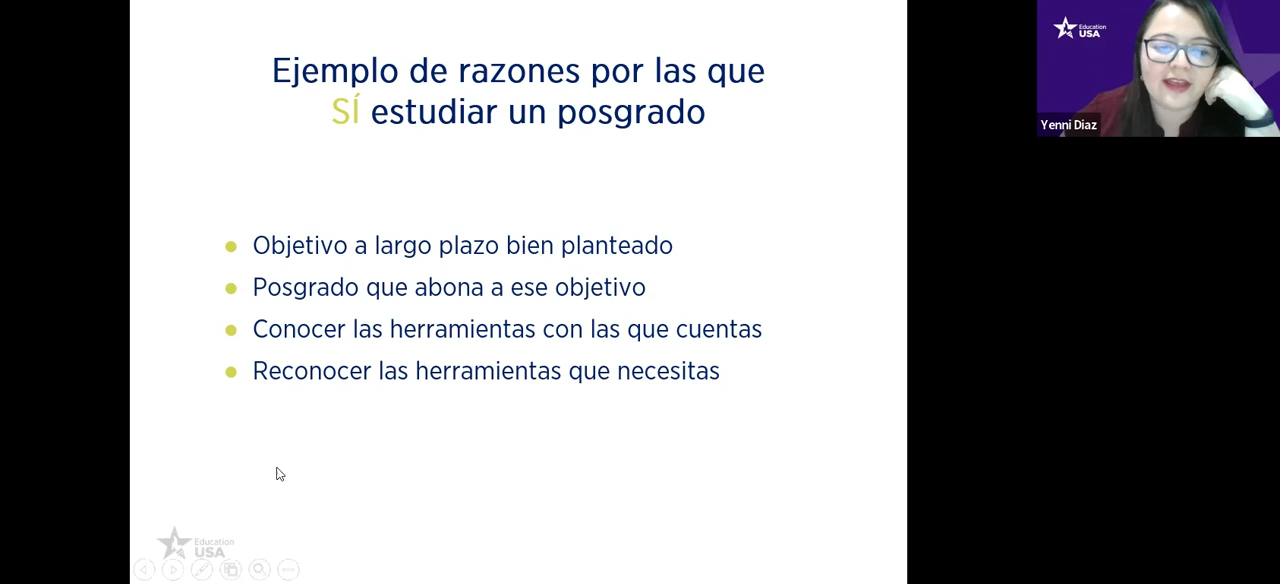 Ejemplo de razones por las que
SÍ estudiar un posgrado
Objetivo a largo plazo bien planteado
Posgrado que abona a ese objetivo
Conocer las herramientas con las que cuentas
Reconocer las herramientas que necesitas
Education
USA
Education
USA
Yenni Diaz